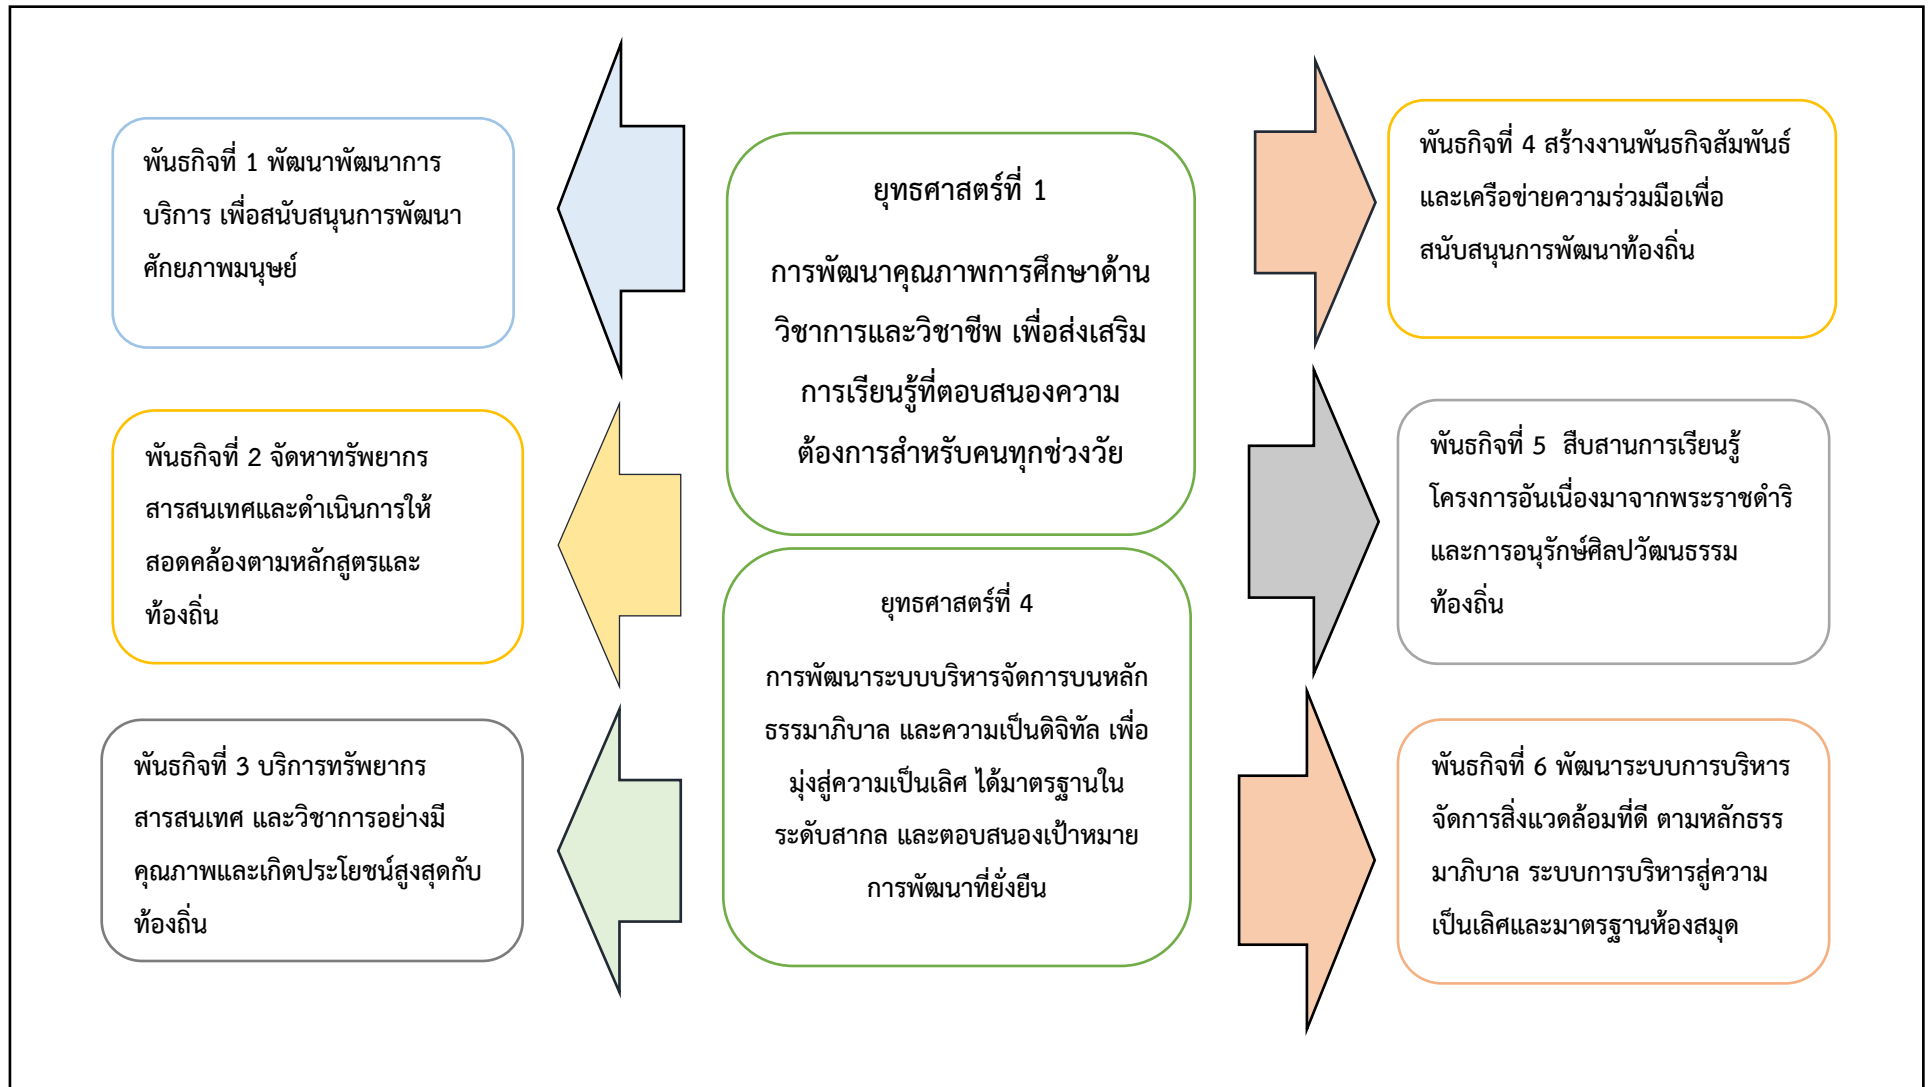 พันธกิจที่ 1 พัฒนาพัฒนาการ
บริการ เพื่อสนับสนุนการพัฒนา
ศักยภาพมนุษย์
พันธกิจที่ 2 จัดหาทรัพยากร
สารสนเทศและดำเนินการให้
สอดคล้องตามหลักสูตรและ
ท้องถิ่น
พันธกิจที่ 3 บริการทรัพยากร
สารสนเทศ และวิชาการอย่างมี
คุณภาพและเกิดประโยชน์สูงสุดกับ
ท้องถิ่น
ยุทธศาสตร์ที่ 1
การพัฒนาคุณภาพการศึกษาด้าน
วิชาการและวิชาชีพ เพื่อส่งเสริม
การเรียนรู้ที่ตอบสนองความ
ต้องการสำหรับคนทุกช่วงวัย
ยุทธศาสตร์ที่ 4
การพัฒนาระบบบริหารจัดการบนหลัก
ธรรมาภิบาล และความเป็นดิจิทัล เพื่อ
มุ่งสู่ความเป็นเลิศ ได้มาตรฐานใน
ระดับสากล และตอบสนองเป้าหมาย
การพัฒนาที่ยั่งยืน
พันธกิจที่ 4 สร้างงานพันธกิจสัมพันธ์
และเครือข่ายความร่วมมือเพื่อ
สนับสนุนการพัฒนาท้องถิ่น
พันธกิจที่ 5 สืบสานการเรียนรู้
โครงการอันเนื่องมาจากพระราชดำริ
และการอนุรักษ์ศิลปวัฒนธรรม
ท้องถิ่น
พันธกิจที่ 6 พัฒนาระบบการบริหาร
จัดการสิ่งแวดล้อมที่ดี ตามหลักธรร
มาภิบาล ระบบการบริหารสู่ความ
เป็นเลิศและมาตรฐานห้องสมุด